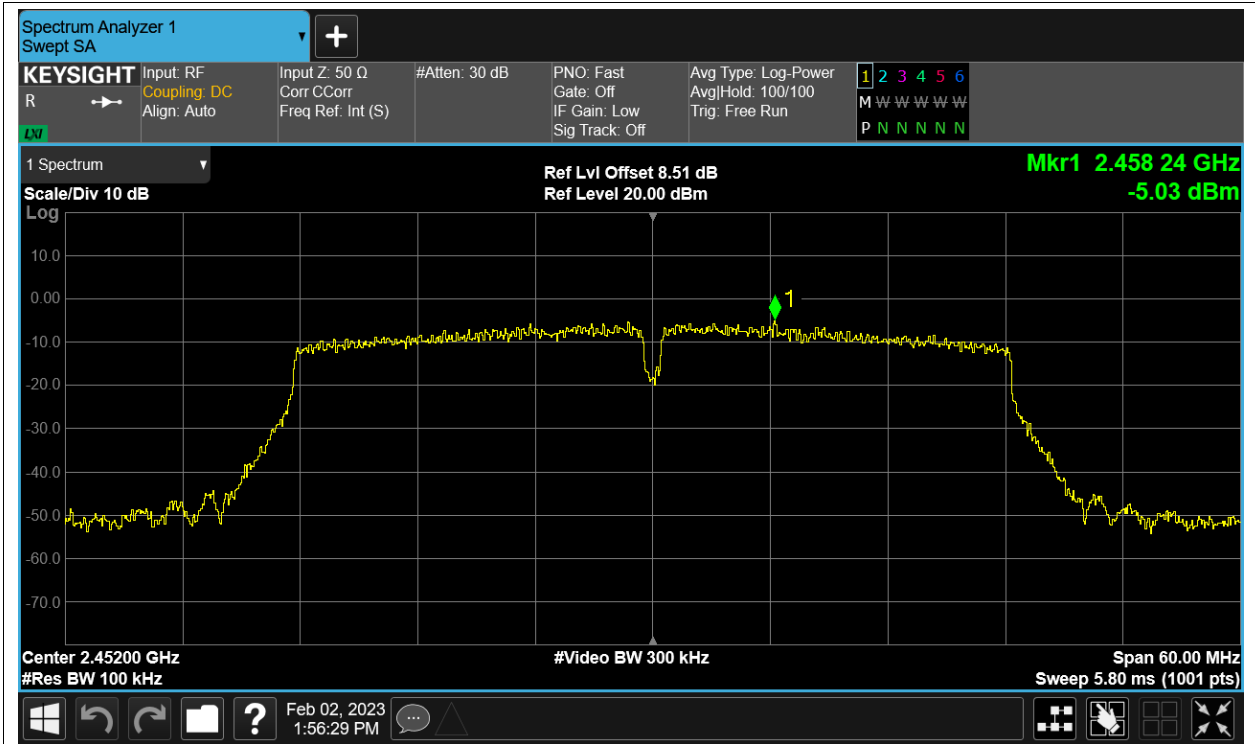 Spectrum Analyzer 1
Swept SA
KEYSIGHT
R
LXI
Input: RF
Coupling: DC
Align: Auto
Input Z: 50 Ω
Corr CCorr
Freq Ref: Int (S)
#Atten: 30 dB
PNO: Fast
Gate: Off
IF Gain: Low
Sig Track: Off
Avg Type: Log-Power
Avg|Hold: 100/100
Trig: Free Run
1 2 3 4 5 6
M W W W W W
P N N N N N
1 Spectrum
Scale/Div 10 dB
Log
Ref Lvl Offset 8.51 dB
Ref Level 20.00 dBm
Mkr1 2.458 24 GHz
-5.03 dBm
10.0
0.00
-10.0
-20.0
-30.0
-40.0
-50.0
-60.0
-70.0
1
Center 2.45200 GHz
#Res BW 100 kHz
#Video BW 300 kHz
Span 60.00 MHz
Sweep 5.80 ms (1001 pts)
?
Feb 02, 2023
1:56:29 PM